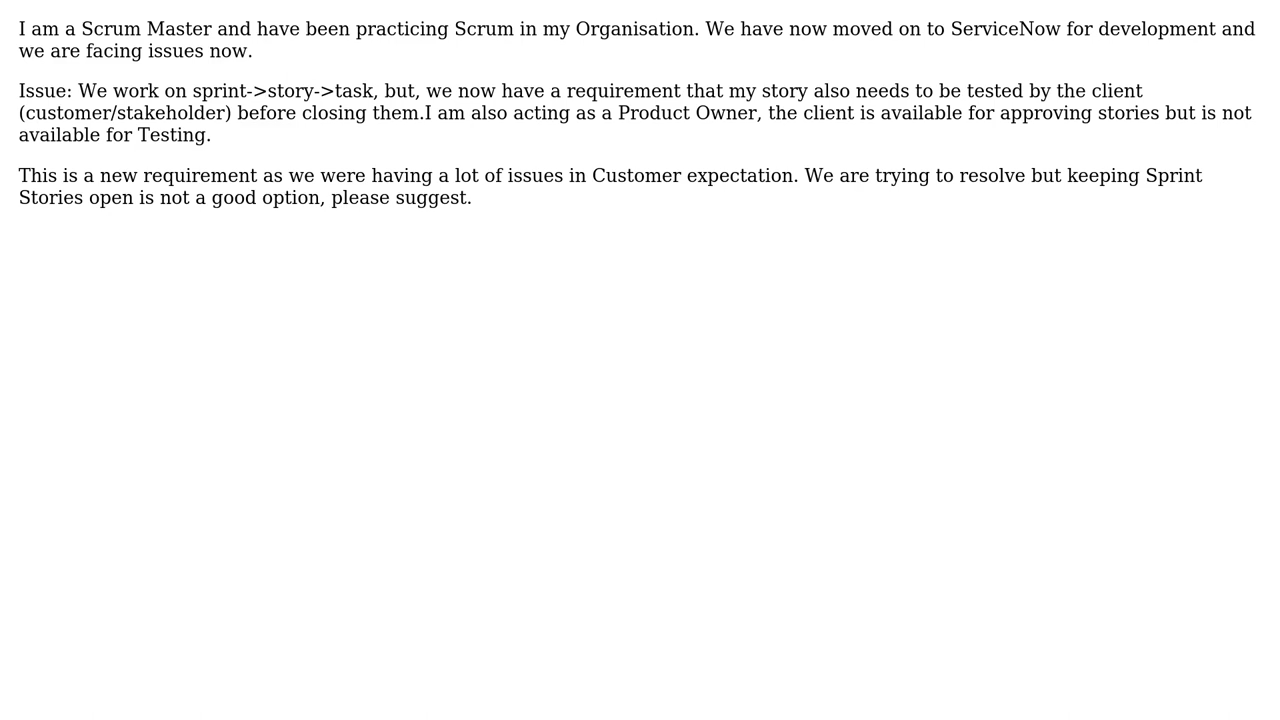 I am a Scrum Master and have been practicing Scrum in my Organisation. We have now moved on to ServiceNow for development and
we are facing issues now.
Issue: We work on sprint->story->task, but, we now have a requirement that my story also needs to be tested by the client
(customer/stakeholder) before closing them.I am also acting as a Product Owner, the client is available for approving stories but is not
available for Testing.
This is a new requirement as we were having a lot of issues in Customer expectation. We are trying to resolve but keeping Sprint
Stories open is not a good option, please suggest.